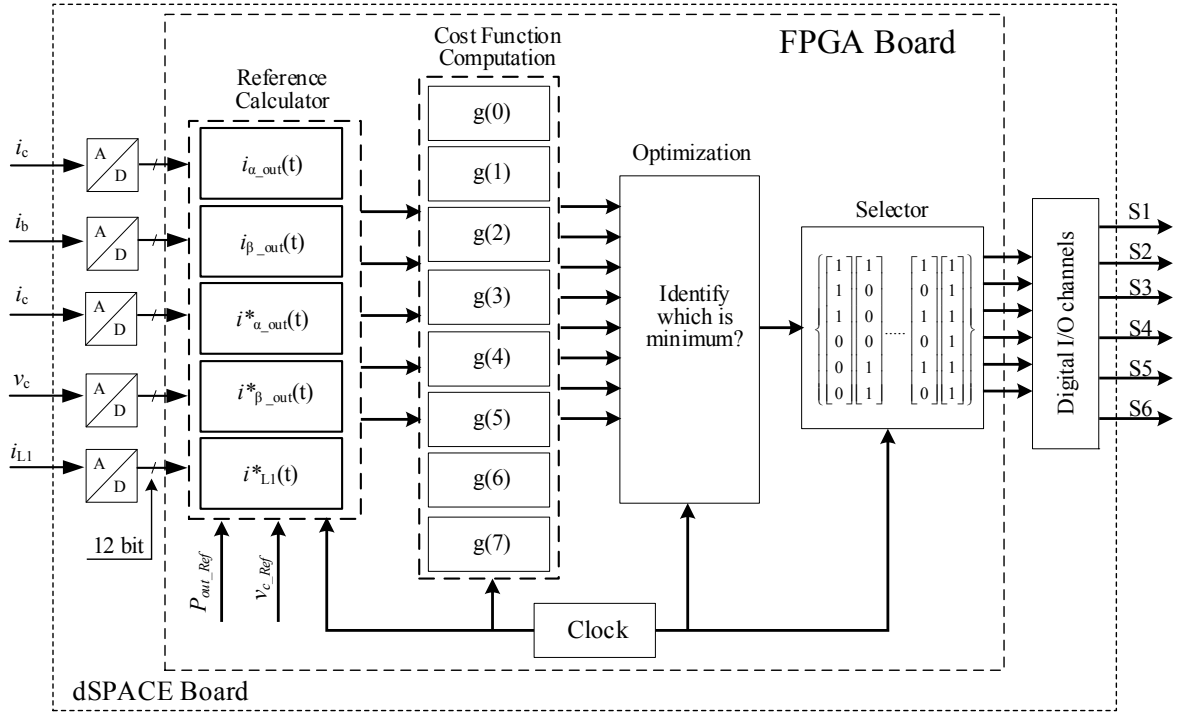 FPGA Board
Cost Function
Computation
Reference
Calculator
Optimization
Selector
i_c
i_b
i_c
v_c
i_L1
A/D
A/D
A/D
A/D
A/D
12 bit
i_α_out(t)
i_β_out(t)
i*_α_out(t)
i*_β_out(t)
i*_L1(t)
P_out_Ref
v_c_Ref
g(0)
g(1)
g(2)
g(3)
g(4)
g(5)
g(6)
g(7)
Identify
which is
minimum?
1 1 0 1
1 0 0 1
1 0 1 1
0 0 ..... 0 1
0 1 1 1
0 1 0 1
Digital I/O channels
S1
S2
S3
S4
S5
S6
Clock
dSPACE Board